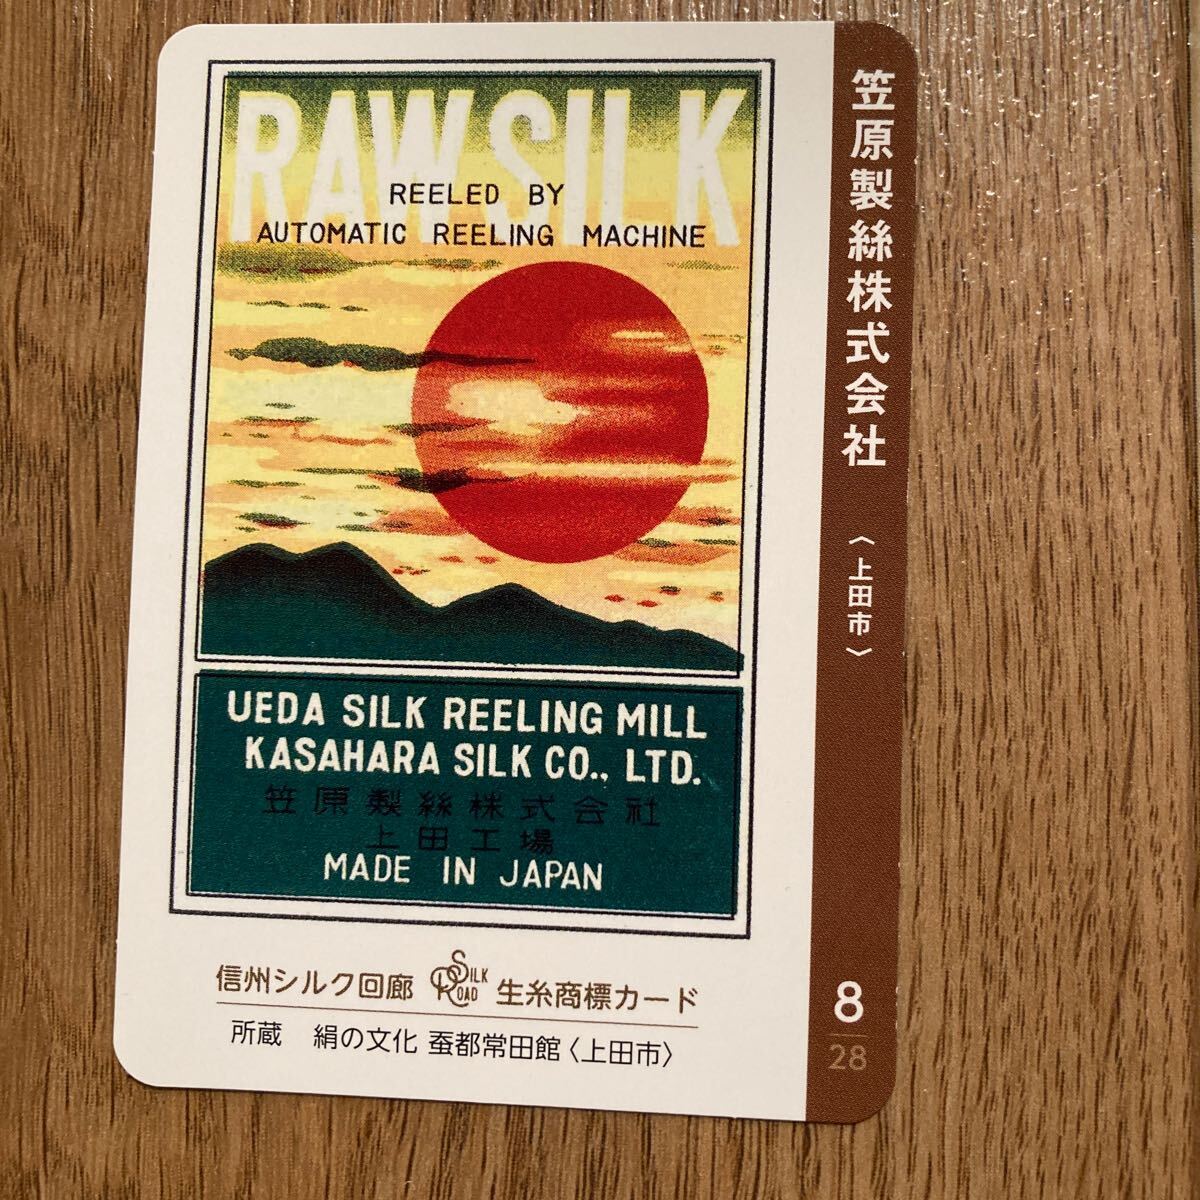 RAW SILK
REELED BY
AUTOMATIC REELING MACHINE
UEDA SILK REELING MILL
KASAHARA SILK CO., LTD.
笠原製絲株式会社
上田工場
MADE IN JAPAN
信州シルク回廊 SILK ROAD 生糸商標カード
所蔵 絹の文化 蚕都常田館〈上田市〉
笠原製絲株式会社〈上田市〉
8
28